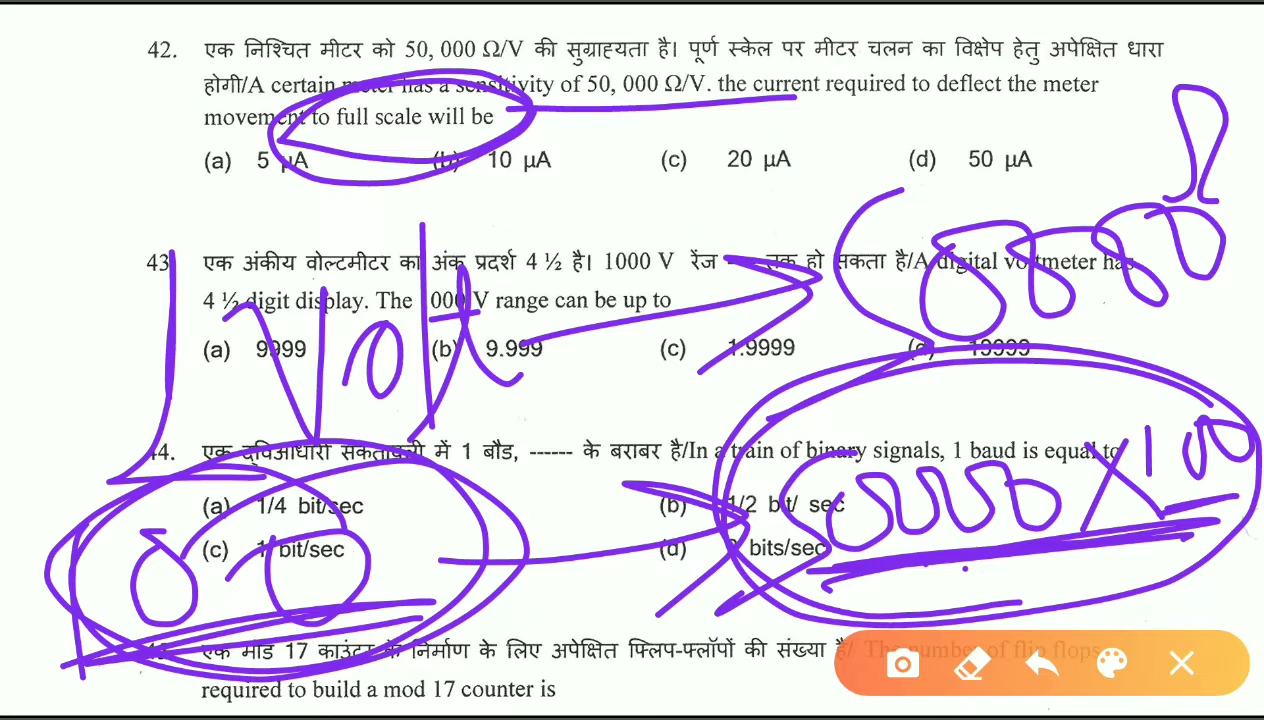 42. एक निश्चित मीटर को 50, 000 Ω/V की सुग्राह्यता है। पूर्ण स्केल पर मीटर चलन का विक्षेप हेतु अपेक्षित धारा
होगी/A certain meter has a sensitivity of 50, 000 Ω/V. the current required to deflect the meter
movement to full scale will be
(a) 5 µA (b) 10 µA (c) 20 µA (d) 50 µA
43. एक अंकीय वोल्टमीटर का अंक प्रदर्श 4 ½ है। 1000 V रेंज तक हो सकता है/A digital voltmeter has
4 ½ digit display. The 1000 V range can be up to
(a) 9999 (b) 9.999 (c) 1.9999 (d) 19999
1 Volt
44. एक द्विआधारी संकेतावली में 1 बौड, ------ के बराबर है/In a train of binary signals, 1 baud is equal to
(a) 1/4 bit/sec (b) 1/2 bit/ sec
(c) 1 bit/sec (d) 2 bits/sec
एक मोड 17 काउंटर के निर्माण के लिए अपेक्षित फ्लिप-फ्लॉपों की संख्या है/ The number of flip flops
required to build a mod 17 counter is